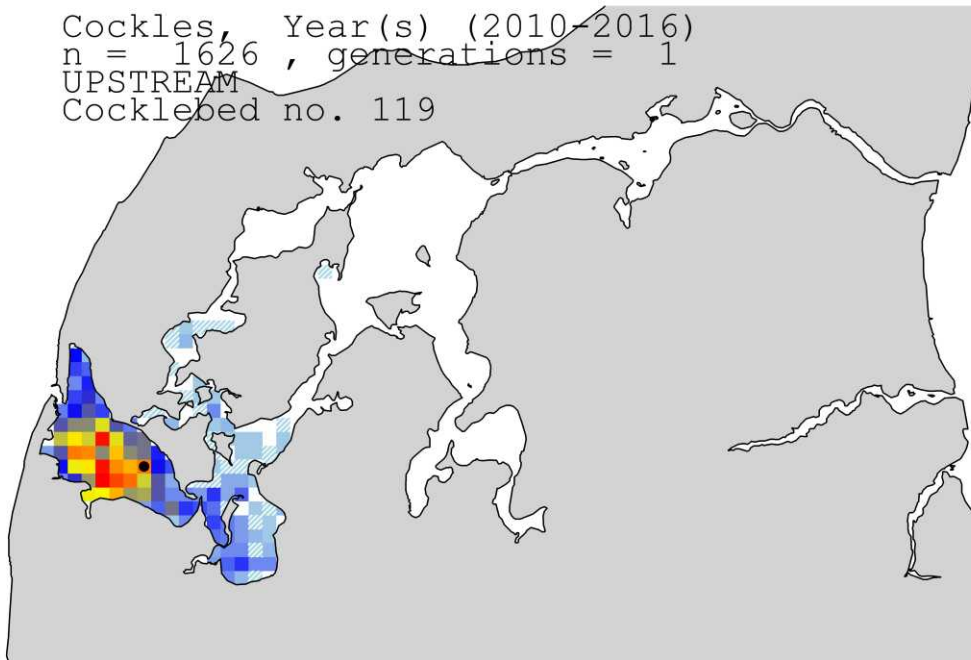 Cockles, Year(s) (2010-2016)
n = 1626 , generations = 1
UPSTREAM
Cocklebed no. 119